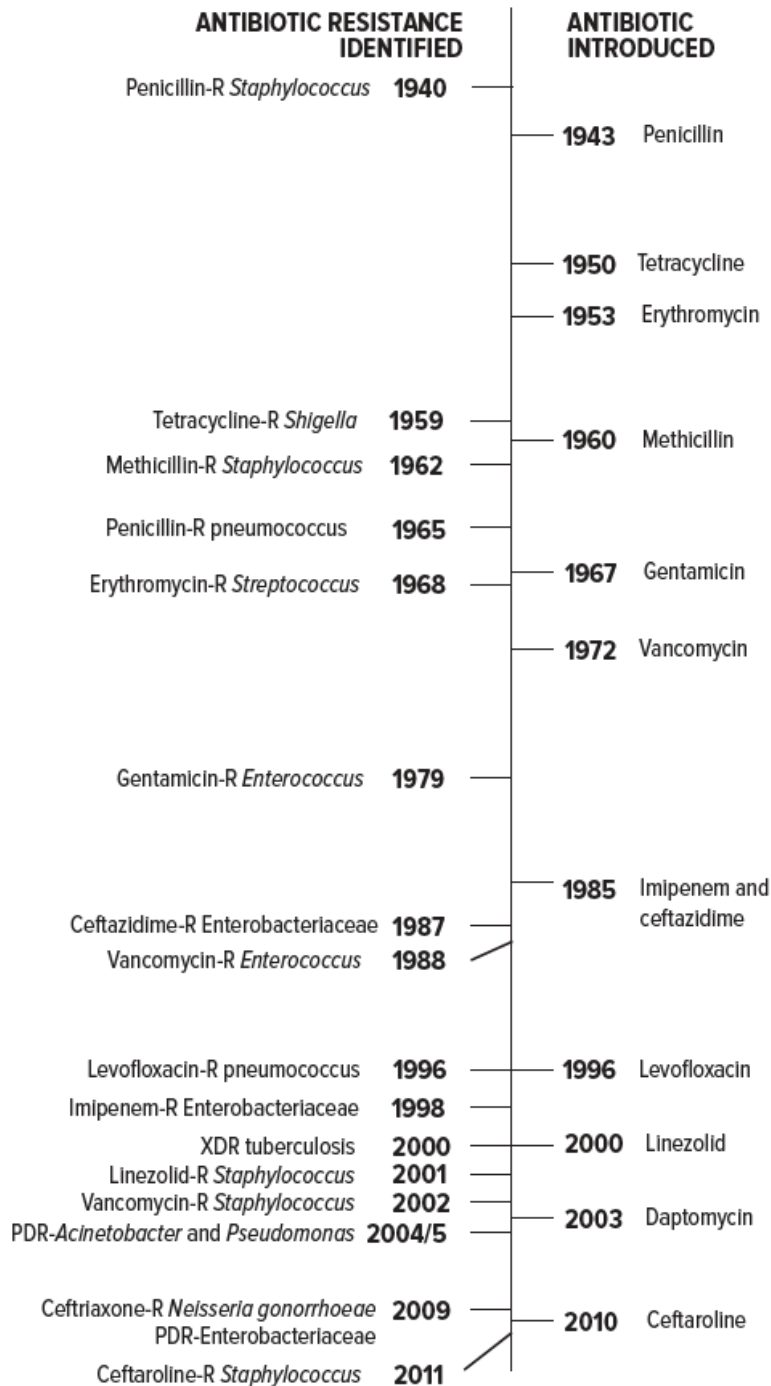 ANTIBIOTIC RESISTANCE
IDENTIFIED
ANTIBIOTIC
INTRODUCED
Penicillin-R Staphylococcus 1940
1943 Penicillin
1950 Tetracycline
1953 Erythromycin
Tetracycline-R Shigella 1959
1960 Methicillin
Methicillin-R Staphylococcus 1962
Penicillin-R pneumococcus 1965
1967 Gentamicin
Erythromycin-R Streptococcus 1968
1972 Vancomycin
Gentamicin-R Enterococcus 1979
1985 Imipenem and
ceftazidime
Ceftazidime-R Enterobacteriaceae 1987
Vancomycin-R Enterococcus 1988
Levofloxacin-R pneumococcus 1996
1996 Levofloxacin
Imipenem-R Enterobacteriaceae 1998
XDR tuberculosis 2000
2000 Linezolid
Linezolid-R Staphylococcus 2001
Vancomycin-R Staphylococcus 2002
2003 Daptomycin
PDR-Acinetobacter and Pseudomonas 2004/5
Ceftriaxone-R Neisseria gonorrhoeae 2009
PDR-Enterobacteriaceae
2010 Ceftaroline
Ceftaroline-R Staphylococcus 2011